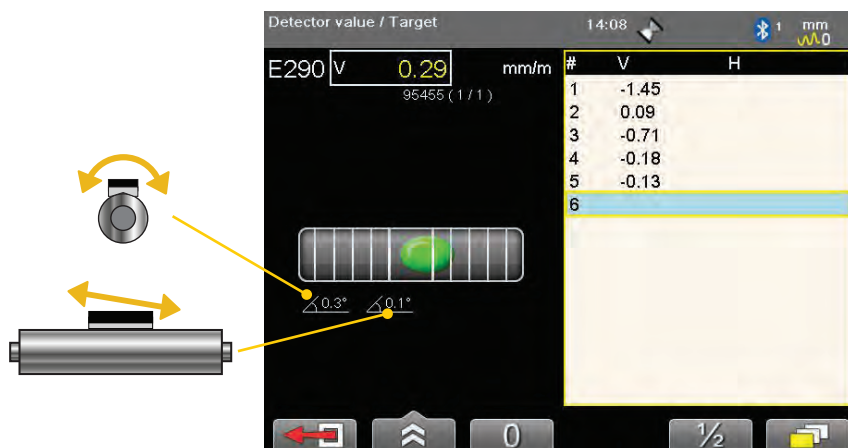 Detector value / Target 14:08 1 mm
0
E290 V 0.29 mm/m
95455 ( 1 / 1 )
# V H
1 -1.45
2 0.09
3 -0.71
4 -0.18
5 -0.13
6
0.3° 0.1°
0 ½